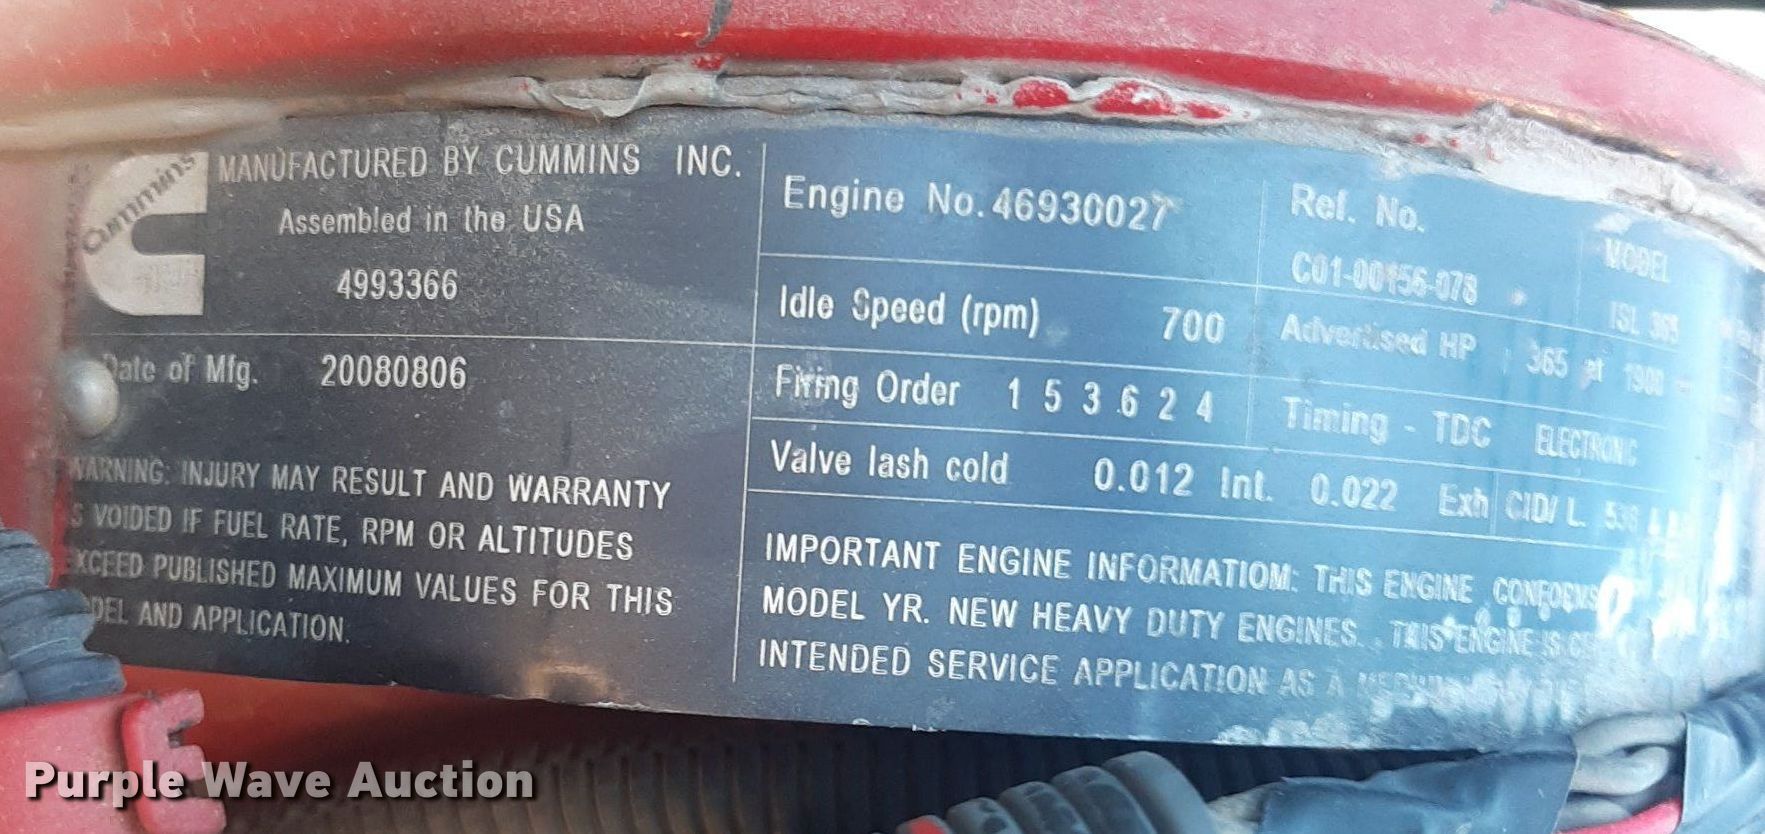 Cummins
MANUFACTURED BY CUMMINS INC.
Assembled in the USA
4993366
Date of Mfg. 20080806
WARNING: INJURY MAY RESULT AND WARRANTY
S VOIDED IF FUEL RATE, RPM OR ALTITUDES
EXCEED PUBLISHED MAXIMUM VALUES FOR THIS
DEL AND APPLICATION.
Engine No. 46930027
Idle Speed (rpm) 700
Firing Order 1 5 3 6 2 4
Valve lash cold 0.012 Int. 0.022 Exh
Ref. No.
C01-00156-078
MODEL
ISL 365
Advertised HP 365 at 1900
Timing - TDC ELECTRONIC
CID/ L.
IMPORTANT ENGINE INFORMATIOM: THIS ENGINE CONFORMS
MODEL YR. NEW HEAVY DUTY ENGINES. THIS ENGINE IS
INTENDED SERVICE APPLICATION AS A
Purple Wave Auction